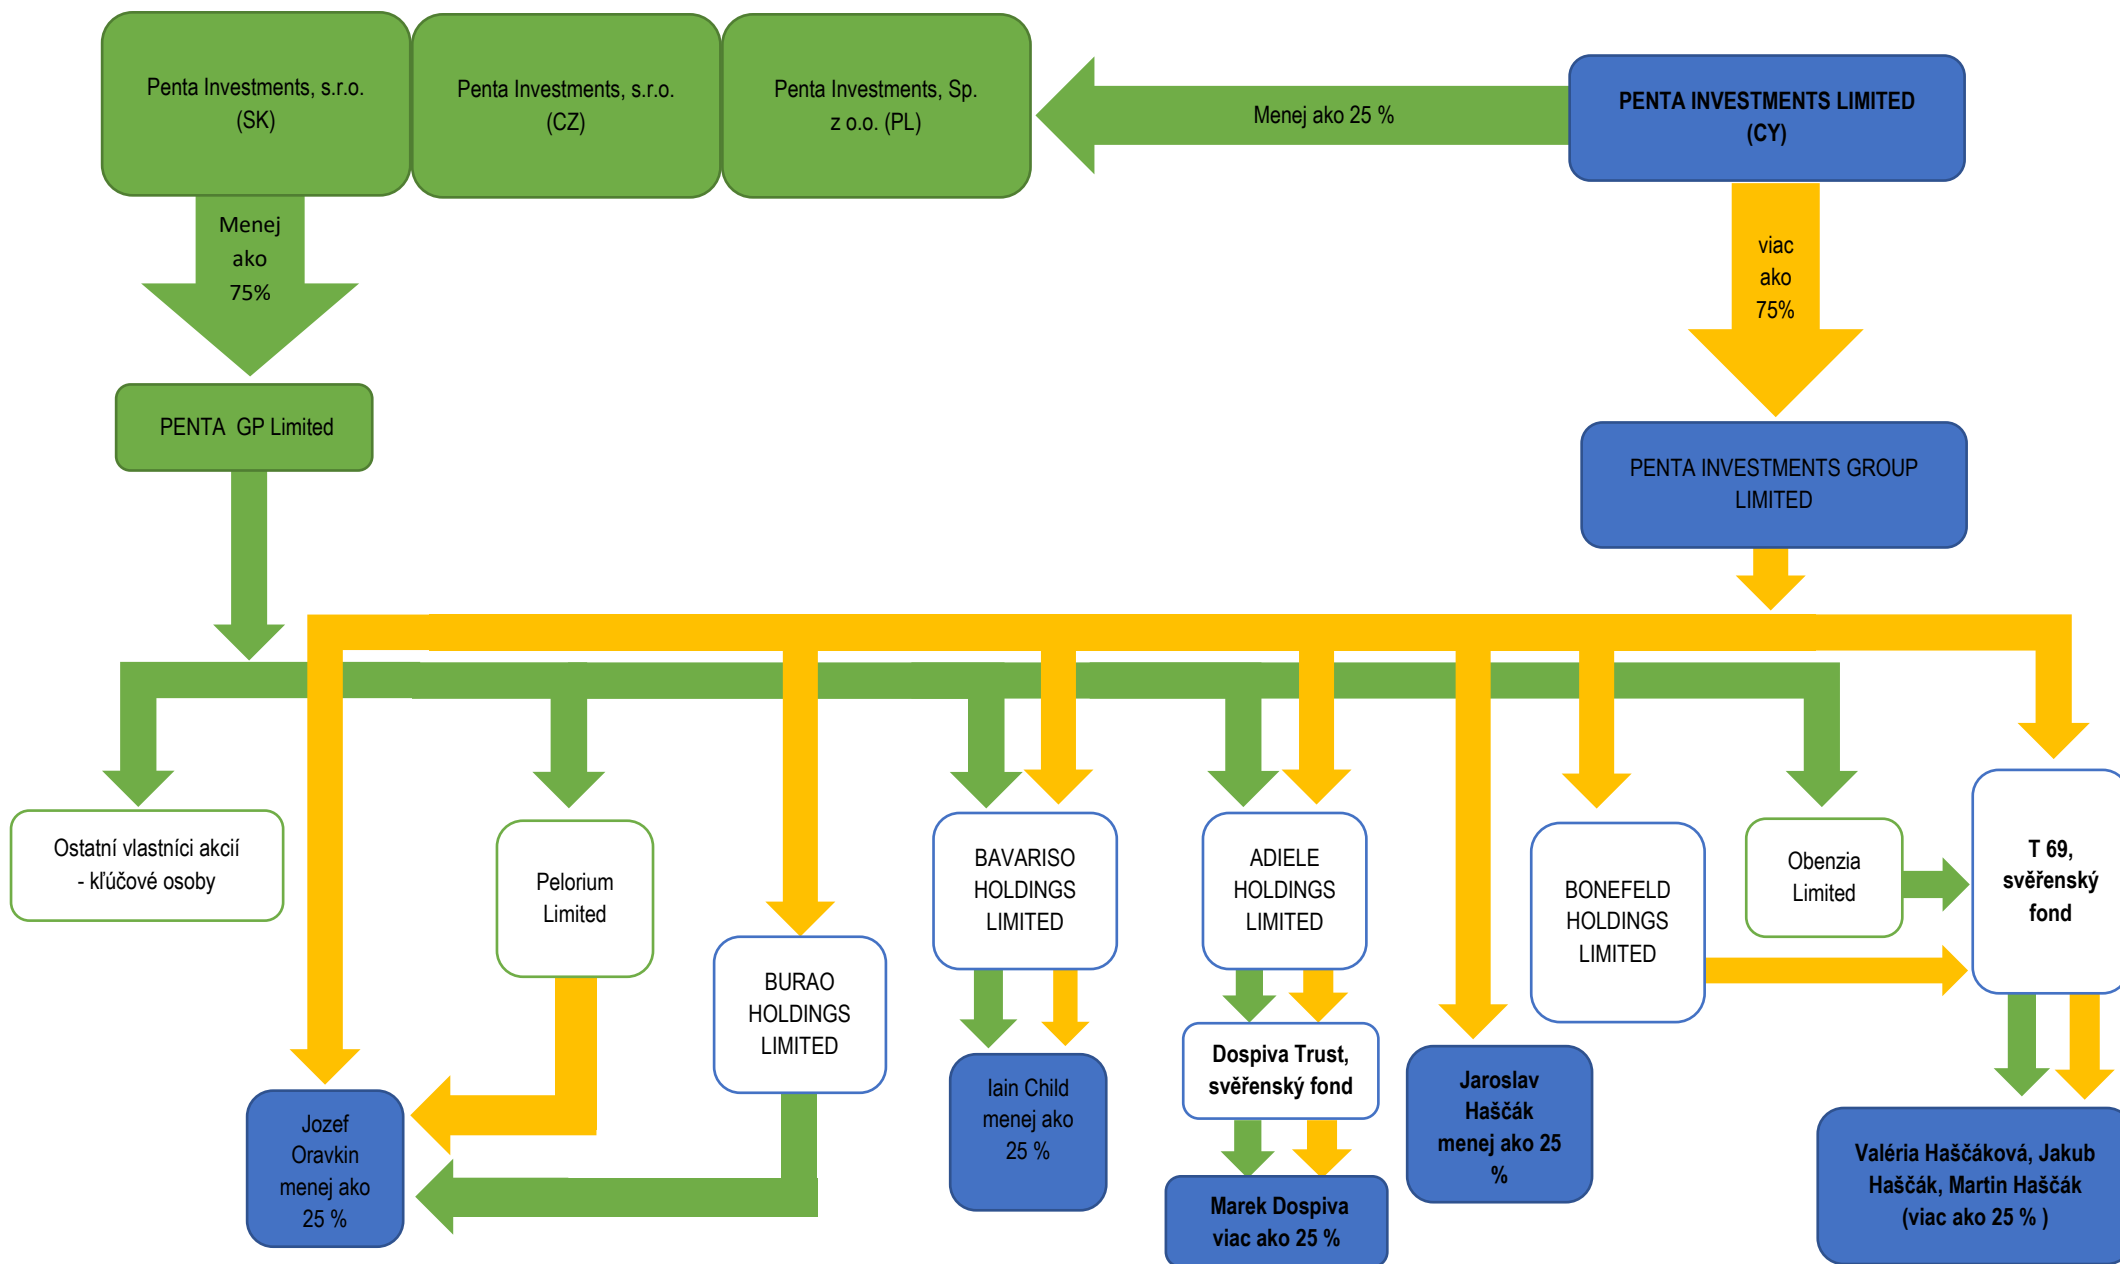 Penta Investments, s.r.o.
(SK)
Penta Investments, s.r.o.
(CZ)
Penta Investments, Sp.
z o.o. (PL)
Menej ako 25 %
PENTA INVESTMENTS LIMITED
(CY)
Menej
ako
75%
viac
ako
75%
PENTA GP Limited
PENTA INVESTMENTS GROUP
LIMITED
Ostatní vlastníci akcií
- kľúčové osoby
Pelorium
Limited
BURAO
HOLDINGS
LIMITED
BAVARISO
HOLDINGS
LIMITED
ADIELE
HOLDINGS
LIMITED
BONEFELD
HOLDINGS
LIMITED
Obenzia
Limited
T 69,
svěřenský
fond
Jozef
Oravkin
menej ako
25 %
Iain Child
menej ako
25 %
Dospiva Trust,
svěřenský fond
Marek Dospiva
viac ako 25 %
Jaroslav
Haščák
menej ako 25
%
Valéria Haščáková, Jakub
Haščák, Martin Haščák
(viac ako 25 % )